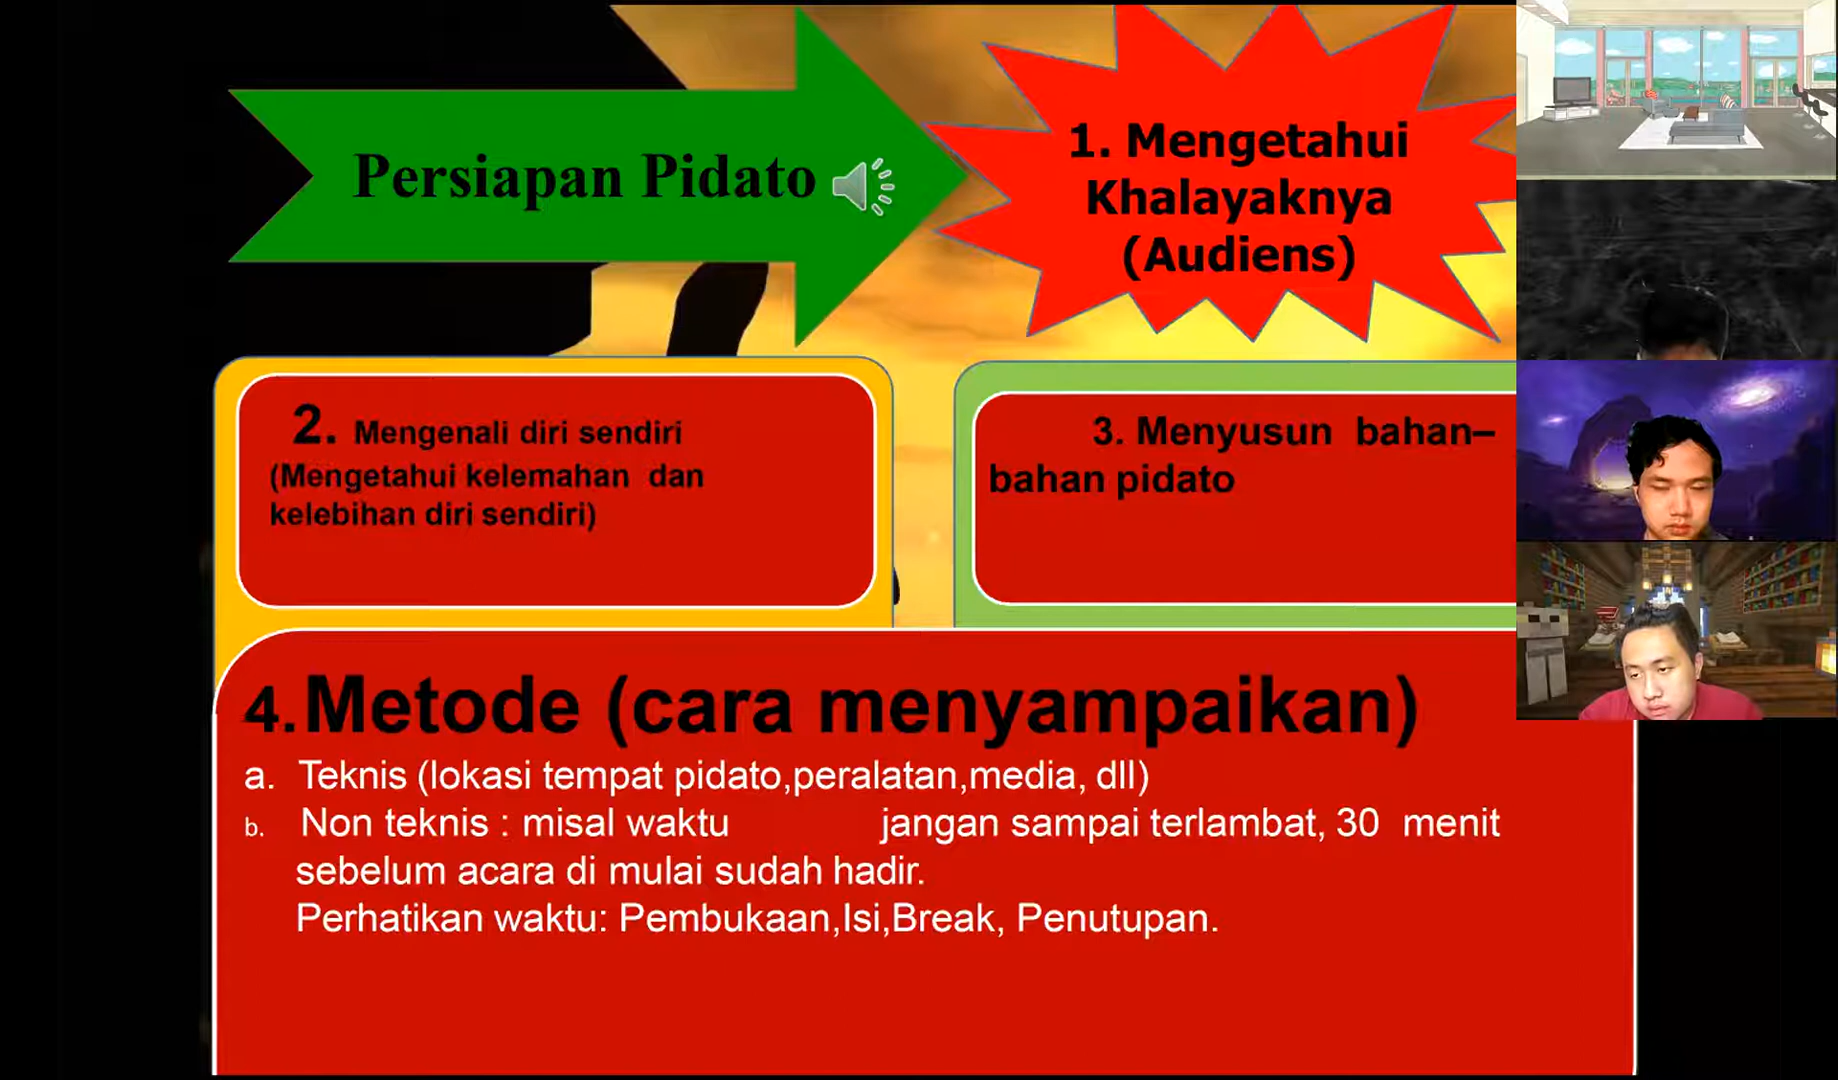 Persiapan Pidato
1. Mengetahui
Khalayaknya
(Audiens)
2. Mengenali diri sendiri
(Mengetahui kelemahan dan
kelebihan diri sendiri)
3. Menyusun bahan–
bahan pidato
4.Metode (cara menyampaikan)
a. Teknis (lokasi tempat pidato,peralatan,media, dll)
b. Non teknis : misal waktu jangan sampai terlambat, 30 menit
sebelum acara di mulai sudah hadir.
Perhatikan waktu: Pembukaan,Isi,Break, Penutupan.